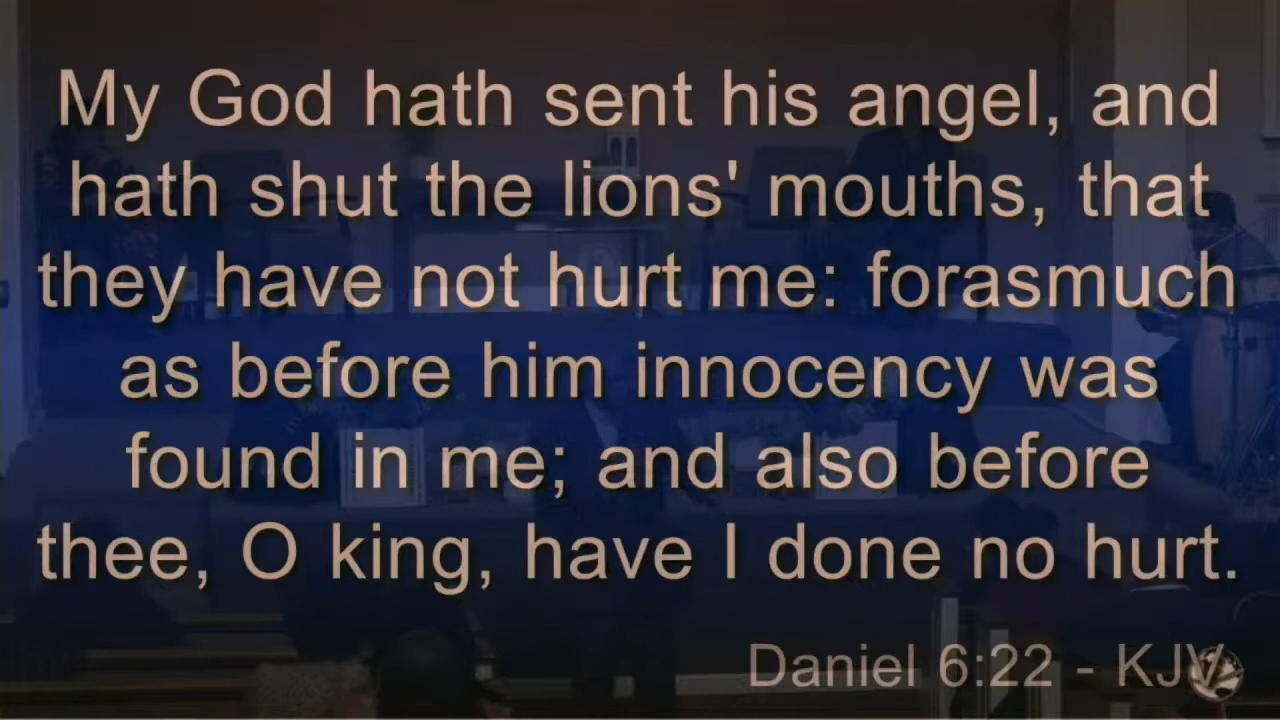 My God hath sent his angel, and
hath shut the lions' mouths, that
they have not hurt me: forasmuch
as before him innocency was
found in me; and also before
thee, O king, have I done no hurt.
Daniel 6:22 - KJV